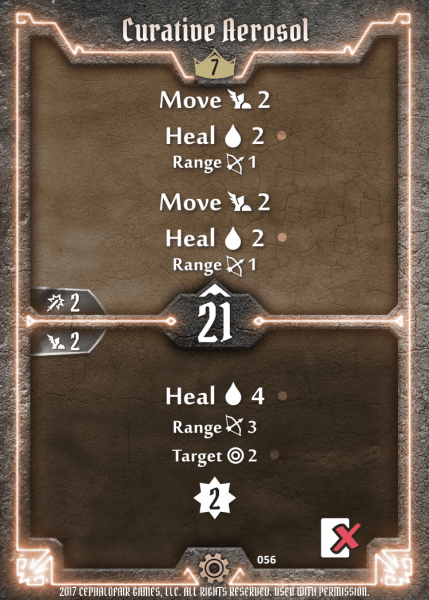 Curative Aerosol
7
Move 2
Heal 2
Range 1
Move 2
Heal 2
Range 1
2
21
2
Heal 4
Range 3
Target 2
2
056
2017 CEPHALOFAIR GAMES, LLC. ALL RIGHTS RESERVED. USED WITH PERMISSION.